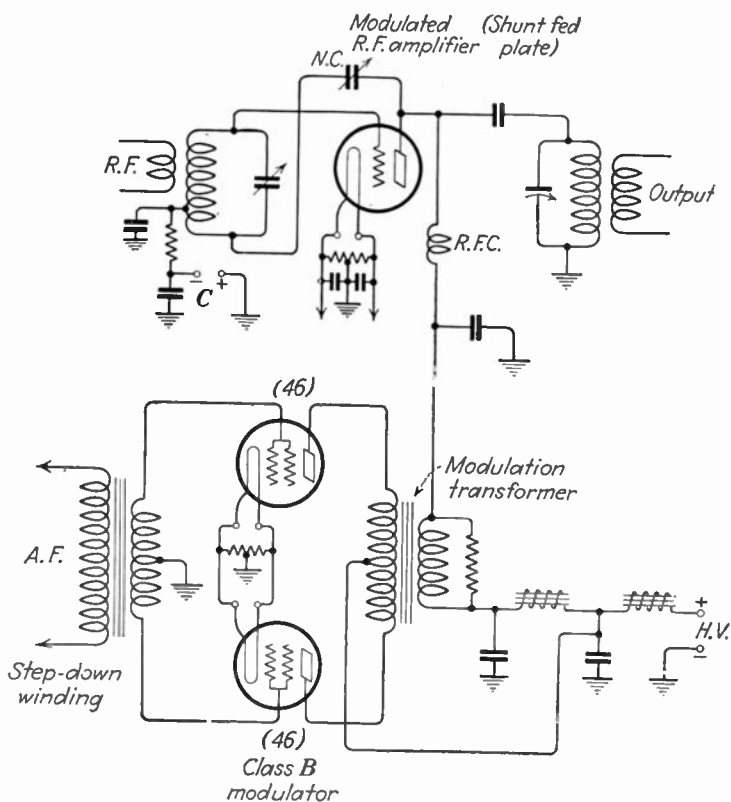 Modulated (Shunt fed
R.F. amplifier plate)
N.C.
R.F.
Output
R.F.C.
- C +
(46)
Modulation
transformer
A.F.
+
H.V.
-
Step-down
winding
(46)
Class B
modulator